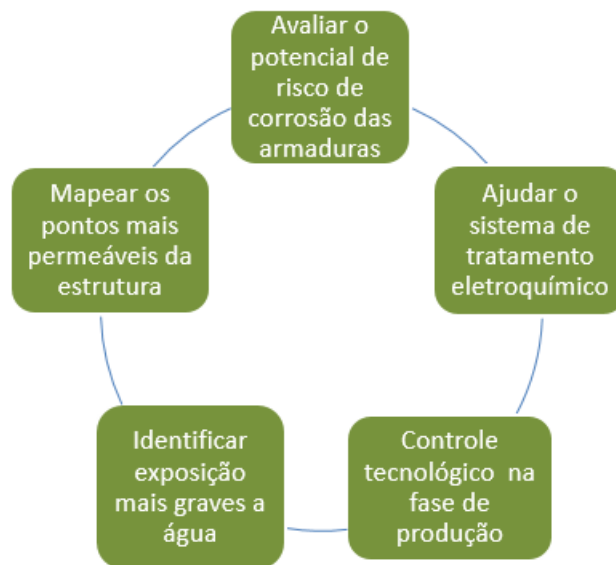 Avaliar o
potencial de
risco de
corrosão das
armaduras
Ajudar o
sistema de
tratamento
eletroquímico
Controle
tecnológico na
fase de
produção
Identificar
exposição
mais graves a
água
Mapear os
pontos mais
permeáveis da
estrutura